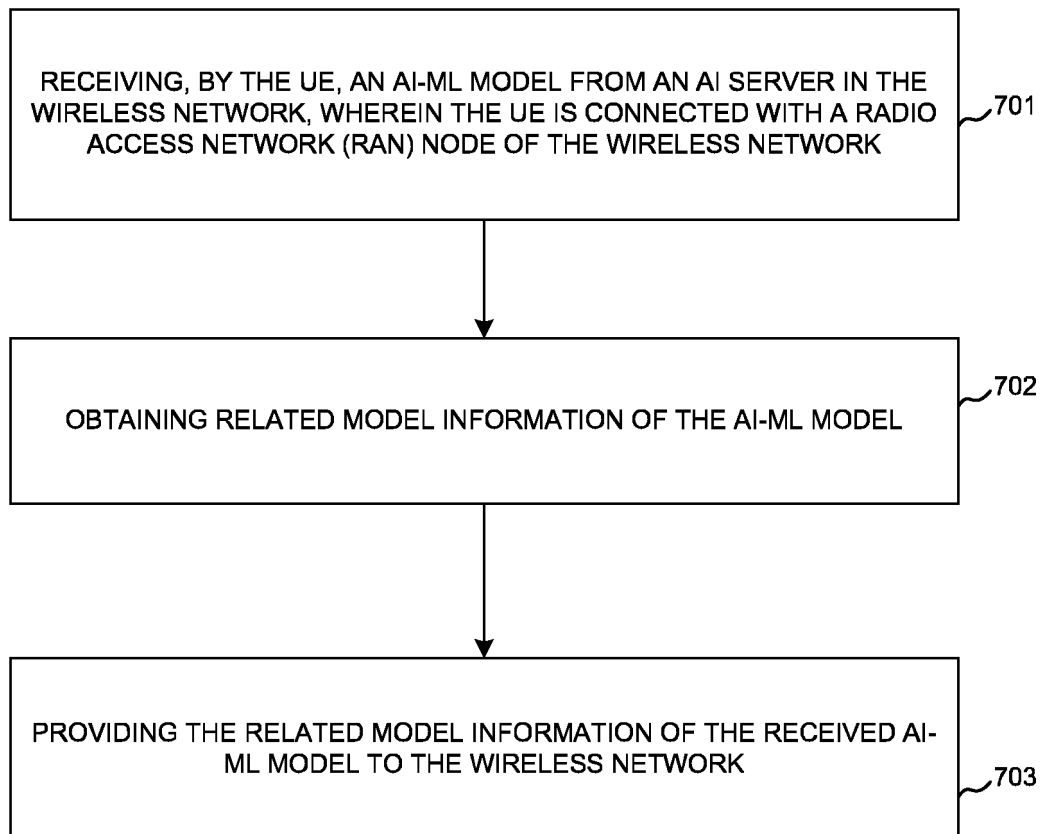 RECEIVING, BY THE UE, AN AI-ML MODEL FROM AN AI SERVER IN THE
WIRELESS NETWORK, WHEREIN THE UE IS CONNECTED WITH A RADIO
ACCESS NETWORK (RAN) NODE OF THE WIRELESS NETWORK
701
OBTAINING RELATED MODEL INFORMATION OF THE AI-ML MODEL
702
PROVIDING THE RELATED MODEL INFORMATION OF THE RECEIVED AI-
ML MODEL TO THE WIRELESS NETWORK
703